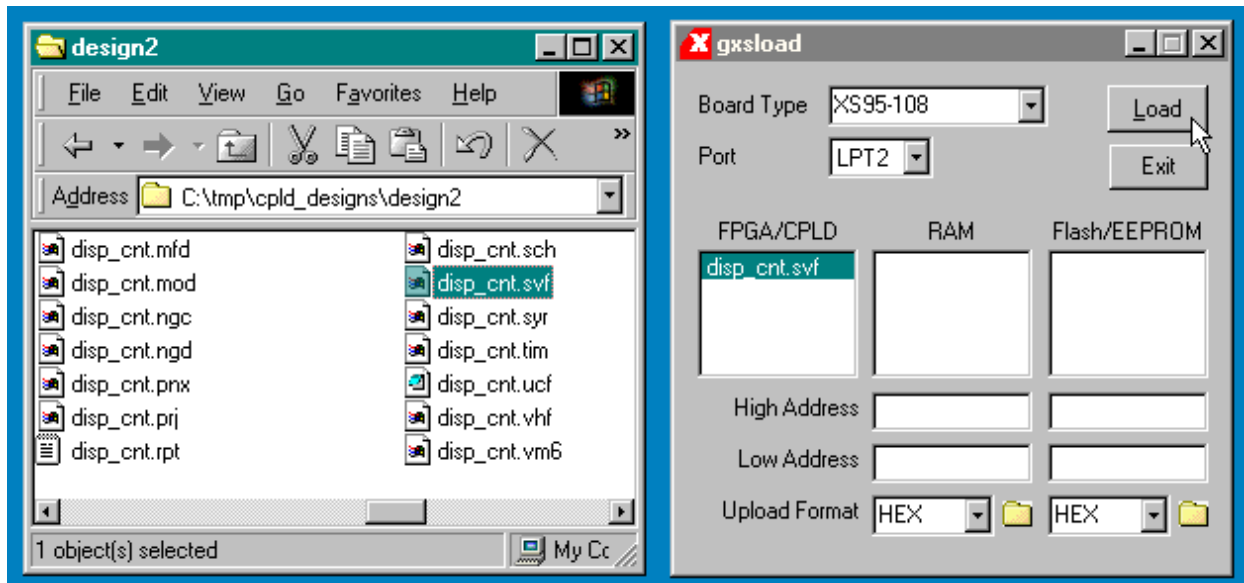 design2
File Edit View Go Favorites Help
»
Address C:\tmp\cpld_designs\design2
disp_cnt.mfd
disp_cnt.mod
disp_cnt.ngc
disp_cnt.ngd
disp_cnt.pnx
disp_cnt.prj
disp_cnt.rpt
disp_cnt.sch
disp_cnt.svf
disp_cnt.syr
disp_cnt.tim
disp_cnt.ucf
disp_cnt.vhf
disp_cnt.vm6
1 object(s) selected
My Cc
X gxsload
Board Type XS95-108
Load
Port LPT2
Exit
FPGA/CPLD RAM Flash/EEPROM
disp_cnt.svf
High Address
Low Address
Upload Format HEX HEX